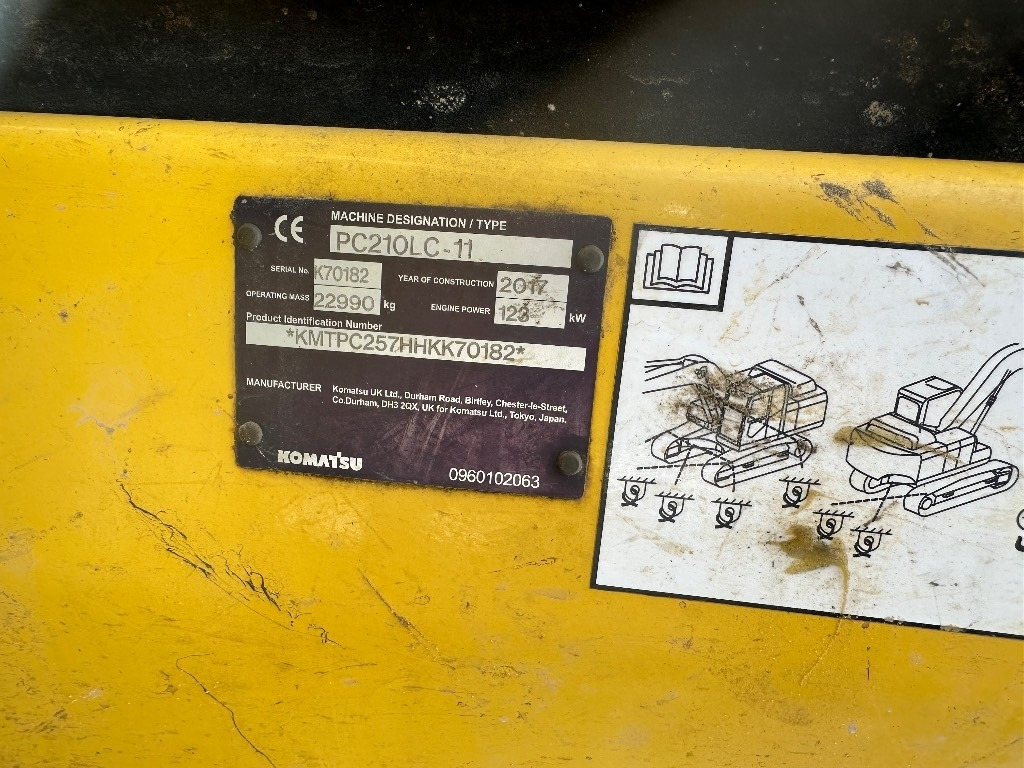 CE MACHINE DESIGNATION / TYPE
PC210LC-11
SERIAL No. K70182 YEAR OF CONSTRUCTION 2017
OPERATING MASS 22990 kg ENGINE POWER 123 kW
Product Identification Number
*KMTPC257HHKK70182*
MANUFACTURER Komatsu UK Ltd., Durham Road, Birtley, Chester-le-Street,
Co.Durham, DH3 2QX, UK for Komatsu Ltd., Tokyo, Japan.
KOMATSU 0960102063